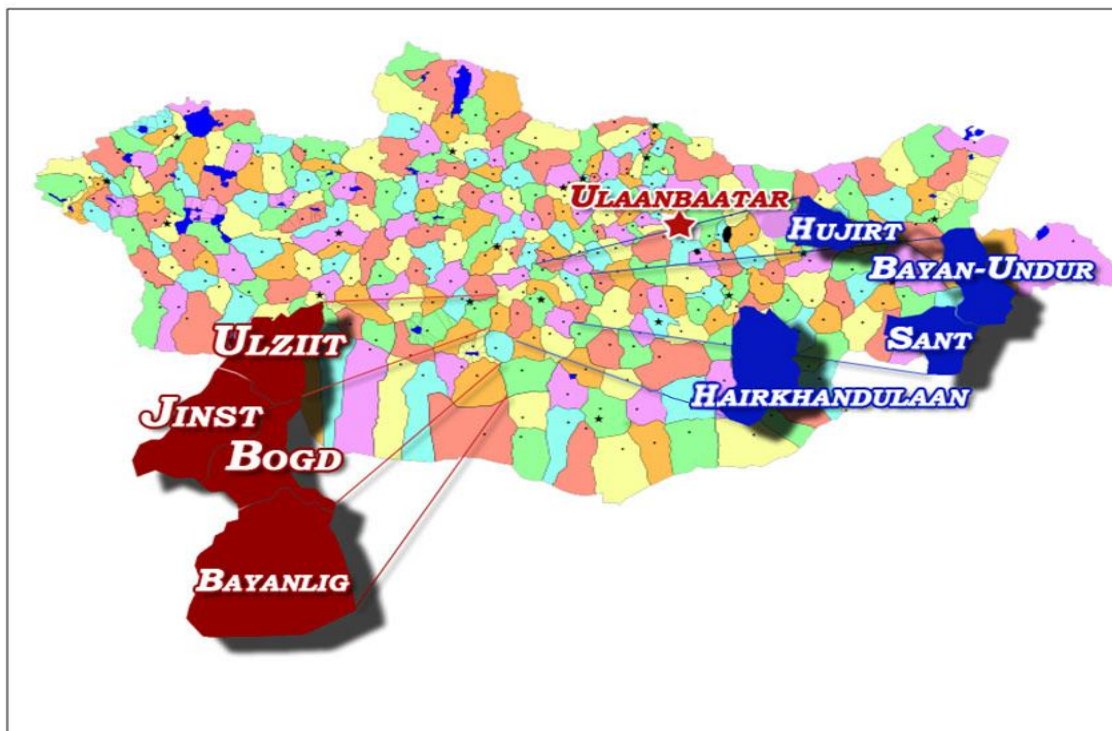 ULAANBAATAR
HUJIRT
BAYAN-UNDUR
ULZIIT
SANT
JINST
HAIRKHANDULAAN
BOGD
BAYANLIG